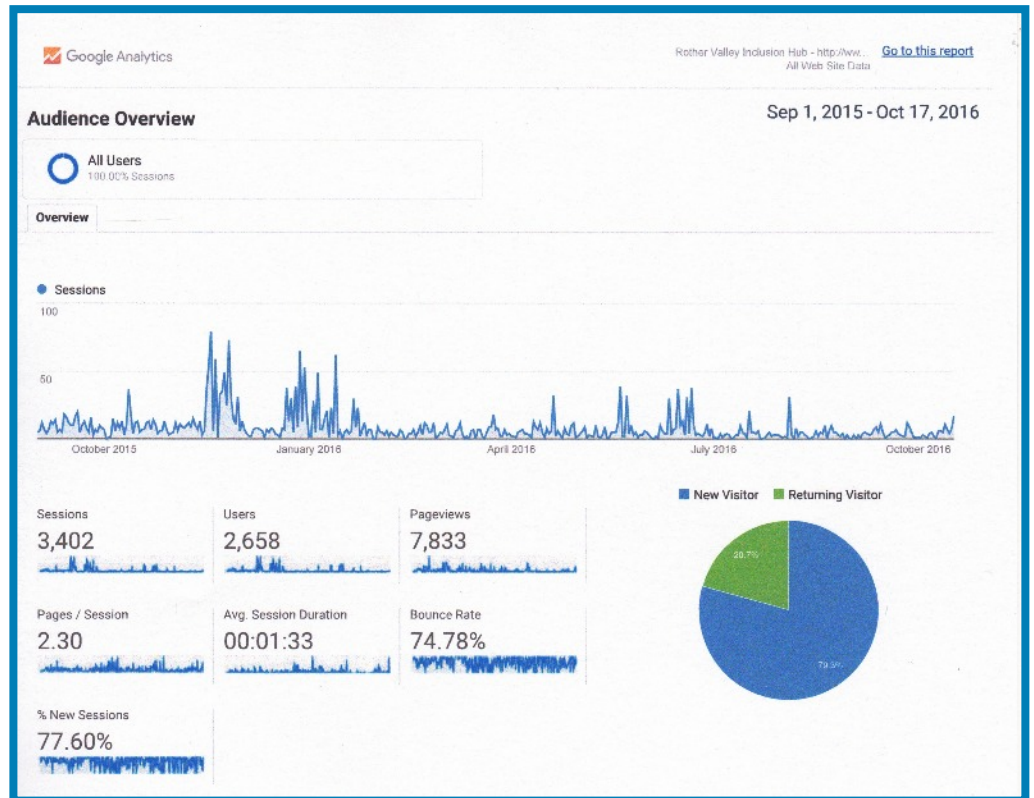 Google Analytics
Rother Valley Inclusion Hub - http://ww...
All Web Site Data
Go to this report
Audience Overview
Sep 1, 2015 - Oct 17, 2016
All Users
100.00% Sessions
Overview
Sessions
100
50
October 2015 January 2016 April 2016 July 2016 October 2016
New Visitor Returning Visitor
Sessions
3,402
Users
2,658
Pageviews
7,833
Pages / Session
2.30
Avg. Session Duration
00:01:33
Bounce Rate
74.78%
% New Sessions
77.60%
20.7%
79.3%